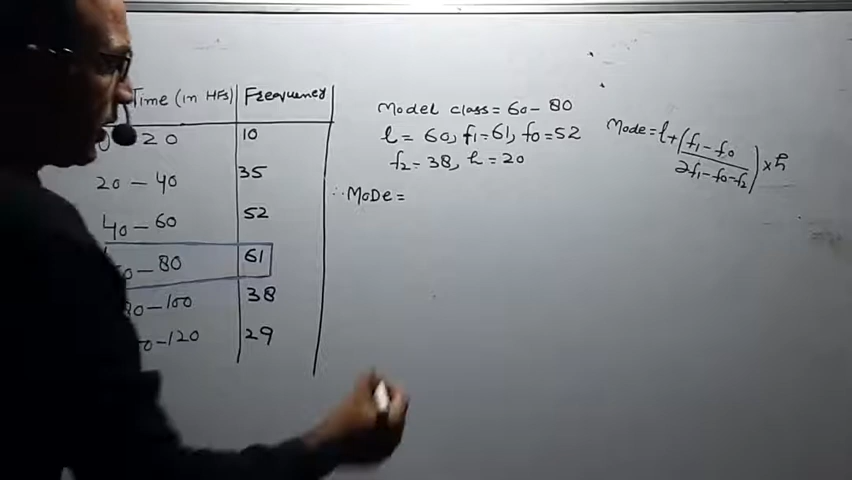 Time (in HFs) Frequency
0 20 10
20 - 40 35
40 - 60 52
60 - 80 61
80 - 100 38
0 - 120 29
Model class = 60 - 80
l = 60, f1 = 61, f0 = 52
f2 = 38, h = 20
∴ MODe =
Mode = l + (f1 - f0 / 2f1 - f0 - f2) × h